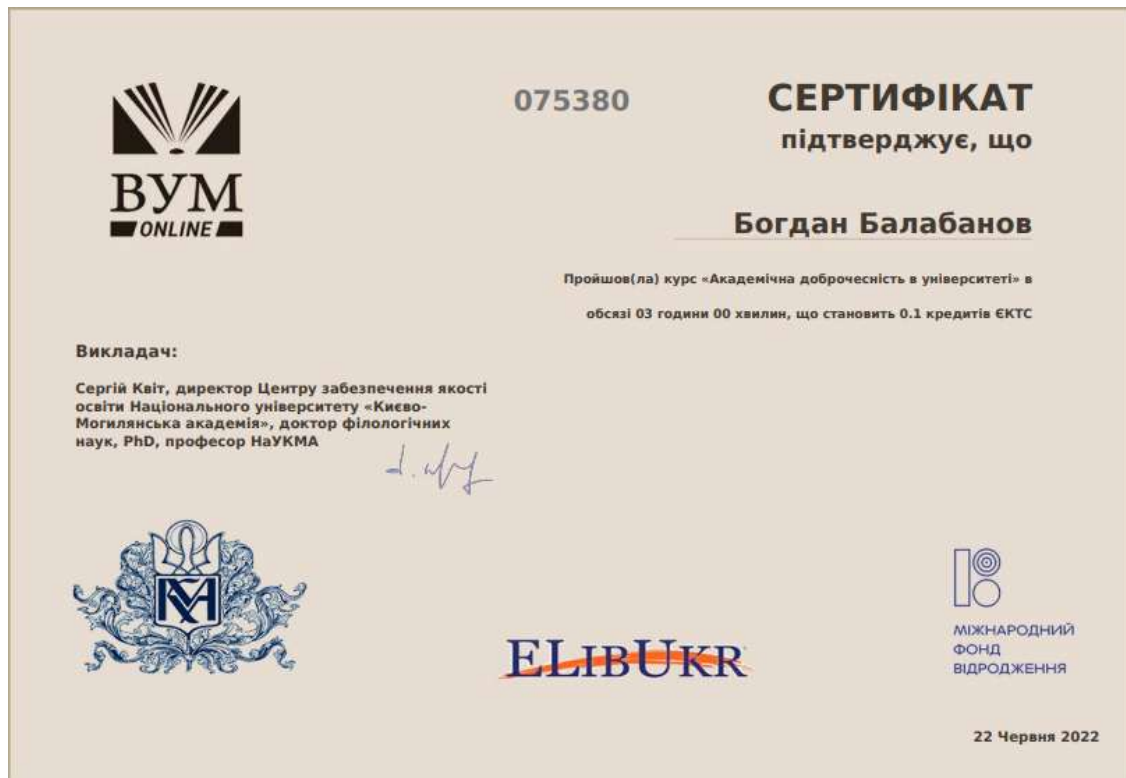 075380
СЕРТИФІКАТ
підтверджує, що
ВУМ
ONLINE
Богдан Балабанов
Пройшов(ла) курс «Академічна доброчесність в університеті» в
обсязі 03 години 00 хвилин, що становить 0.1 кредитів ЄКТС
Викладач:
Сергій Квіт, директор Центру забезпечення якості
освіти Національного університету «Києво-
Могилянська академія», доктор філологічних
наук, PhD, професор НаУКМА
ELIBUKR
МІЖНАРОДНИЙ
ФОНД
ВІДРОДЖЕННЯ
22 Червня 2022